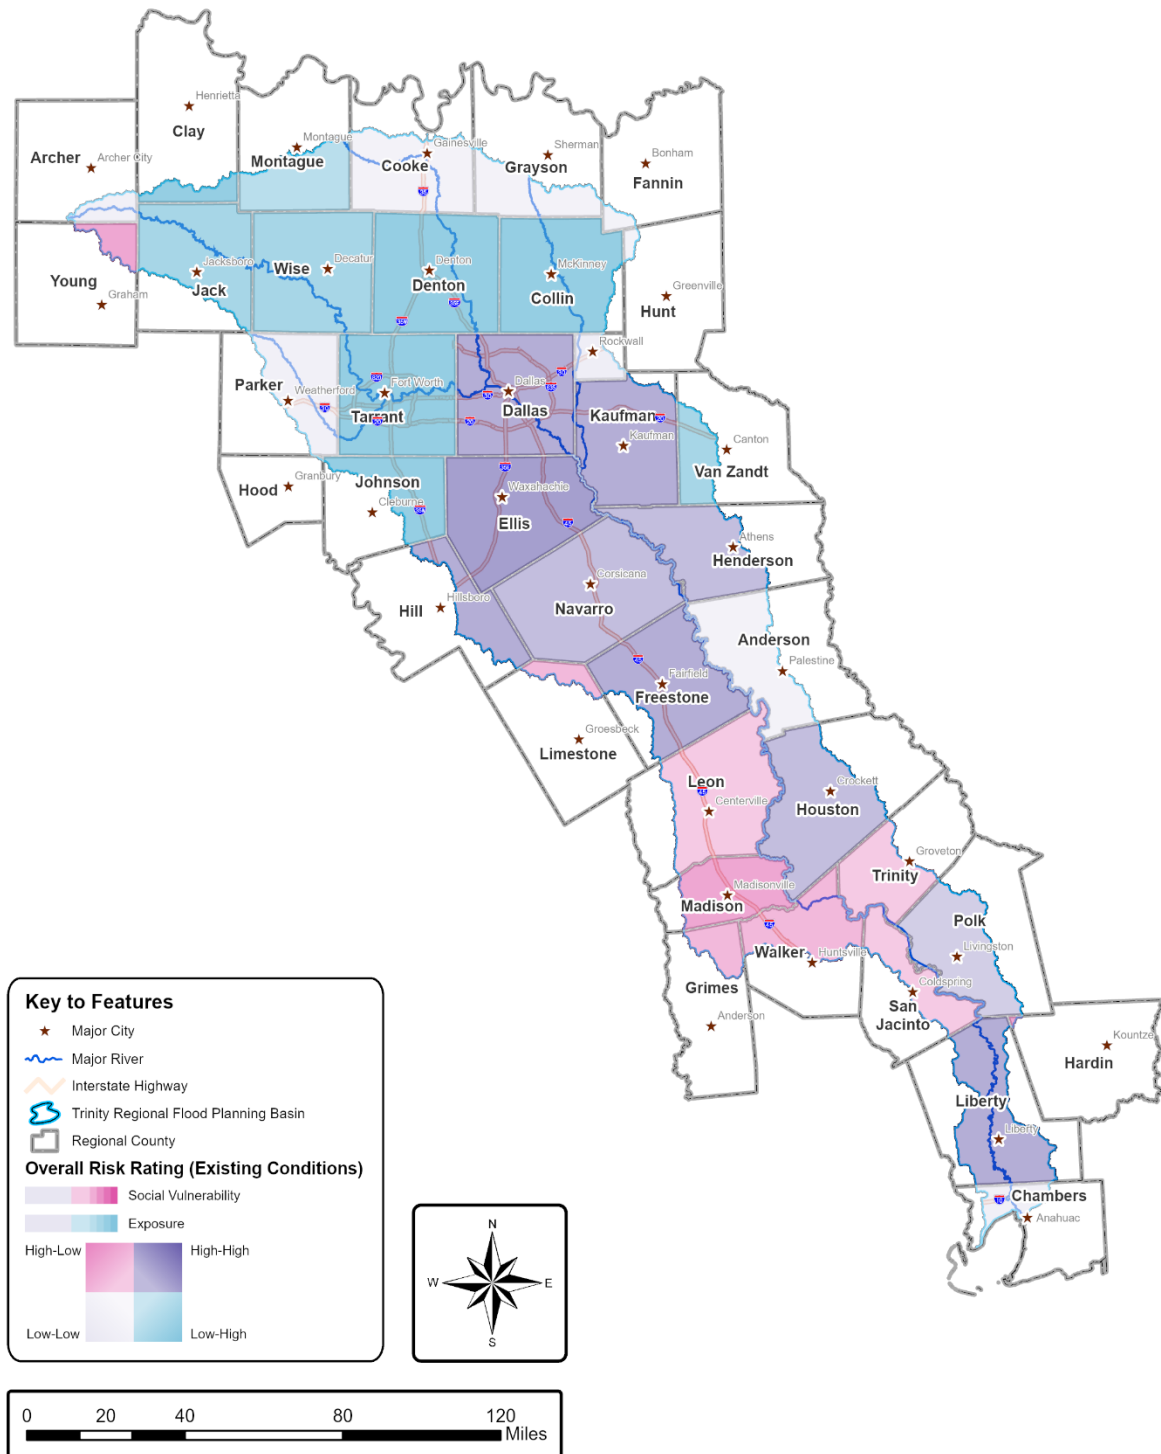 Henrietta
Clay
Archer
Archer City
Montague
Montague
Gainesville
Cooke
Sherman
Grayson
Bonham
Fannin
Young
Graham
Jacksboro
Jack
Wise
Decatur
Denton
Denton
McKinney
Collin
Greenville
Hunt
Rockwall
Parker
Weatherford
Fort Worth
Tarrant
Dallas
Dallas
Kaufman
Kaufman
Canton
Van Zandt
Hood
Granbury
Johnson
Cleburne
Waxahachie
Ellis
Athens
Henderson
Hill
Hillsboro
Corsicana
Navarro
Anderson
Palestine
Fairfield
Freestone
Groesbeck
Limestone
Leon
Centerville
Crockett
Houston
Groveton
Trinity
Madisonville
Madison
Polk
Livingston
Walker
Huntsville
Grimes
Anderson
Coldspring
San
Jacinto
Kountze
Hardin
Liberty
Liberty
Chambers
Anahuac
Key to Features
Major City
Major River
Interstate Highway
Trinity Regional Flood Planning Basin
Regional County
Overall Risk Rating (Existing Conditions)
Social Vulnerability
Exposure
High-Low
High-High
Low-Low
Low-High
N
W
E
S
0 20 40 80 120
Miles